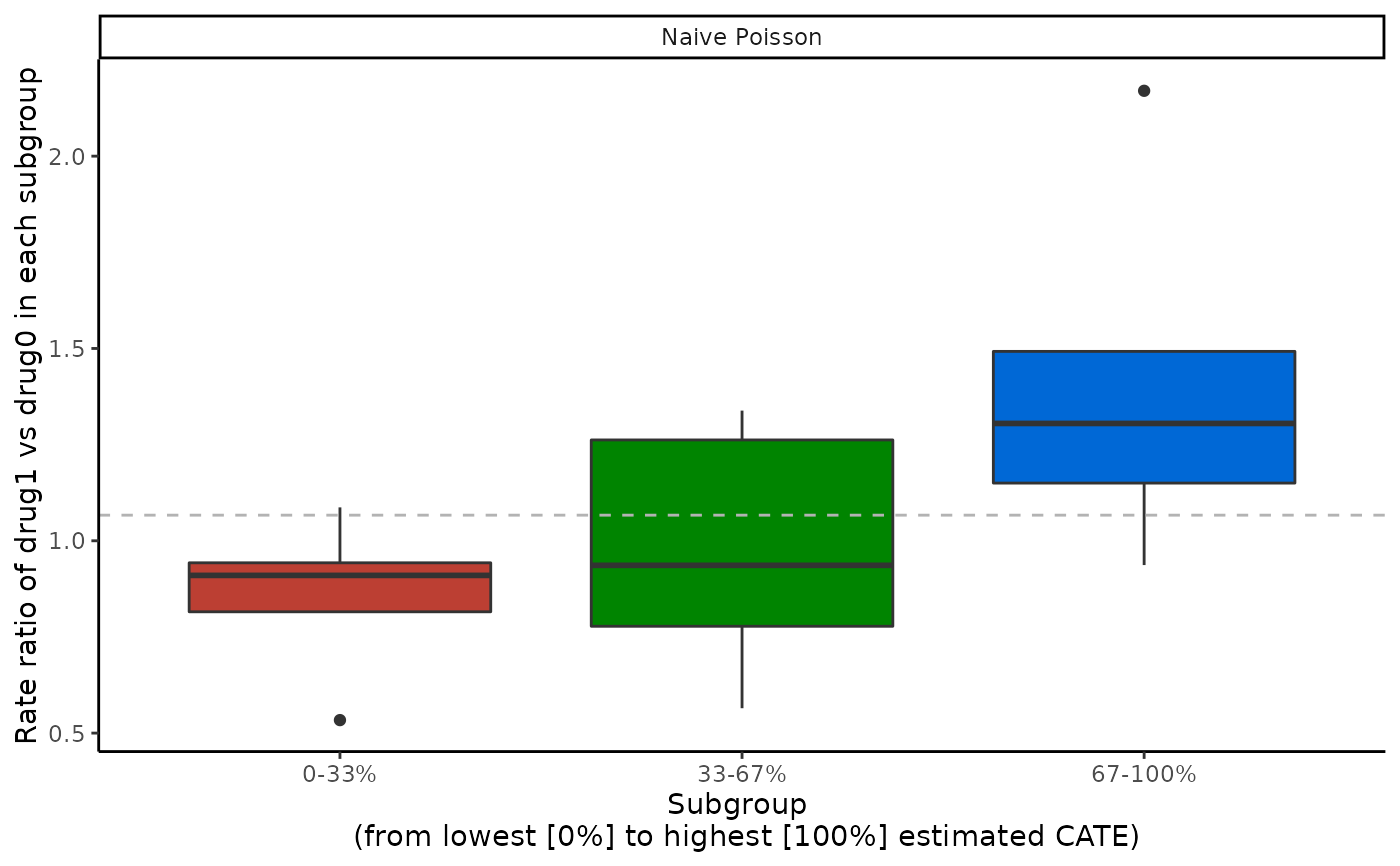 Naive Poisson
Rate ratio of drug1 vs drug0 in each subgroup
2.0
1.5
1.0
0.5
0-33%
33-67%
67-100%
Subgroup
(from lowest [0%] to highest [100%] estimated CATE)